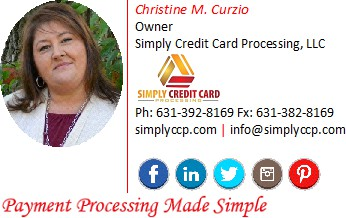 Christine M. Curzio
Owner
Simply Credit Card Processing, LLC
SIMPLY CREDIT CARD
PROCESSING
Ph: 631-392-8169 Fx: 631-382-8169
simplyccp.com | info@simplyccp.com
Payment Processing Made Simple